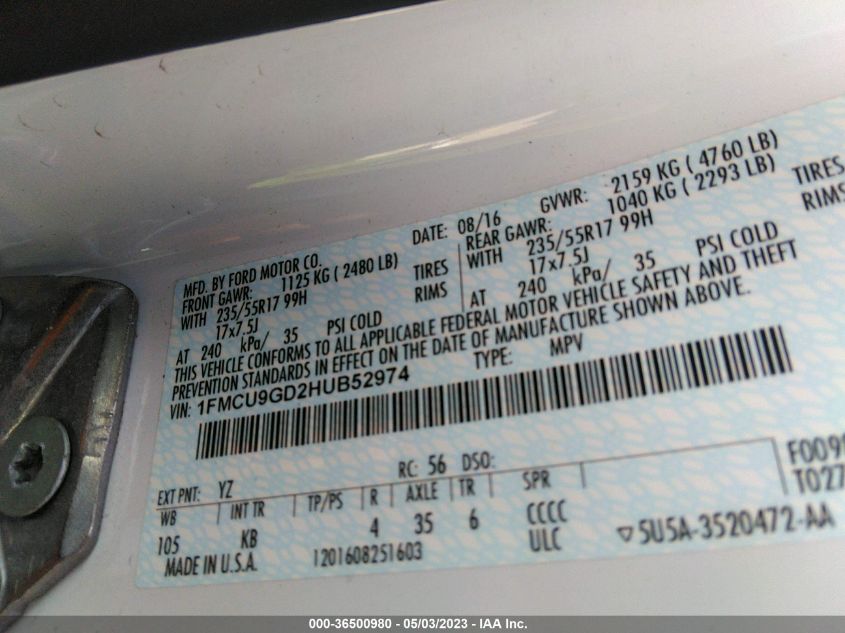 MFD. BY FORD MOTOR CO. DATE: 08/16 GVWR: 2159 KG ( 4760 LB)
FRONT GAWR: 1125 KG ( 2480 LB) REAR GAWR: 1040 KG ( 2293 LB)
WITH 235/55R17 99H TIRES WITH 235/55R17 99H TIRES
17x7.5J RIMS 17x7.5J RIMS
AT 240 kPa/ 35 PSI COLD AT 240 kPa/ 35 PSI COLD
THIS VEHICLE CONFORMS TO ALL APPLICABLE FEDERAL MOTOR VEHICLE SAFETY AND THEFT
PREVENTION STANDARDS IN EFFECT ON THE DATE OF MANUFACTURE SHOWN ABOVE.
VIN: 1FMCU9GD2HUB52974 TYPE: MPV
EXT PNT: YZ RC: 56 DSO:
WB INT TR TP/PS R AXLE TR SPR
105 KB 4 35 6 CCCC
ULC
MADE IN U.S.A. 1201608251603 5U5A-3520472-AA
000-36500980 - 05/03/2023 - IAA Inc.